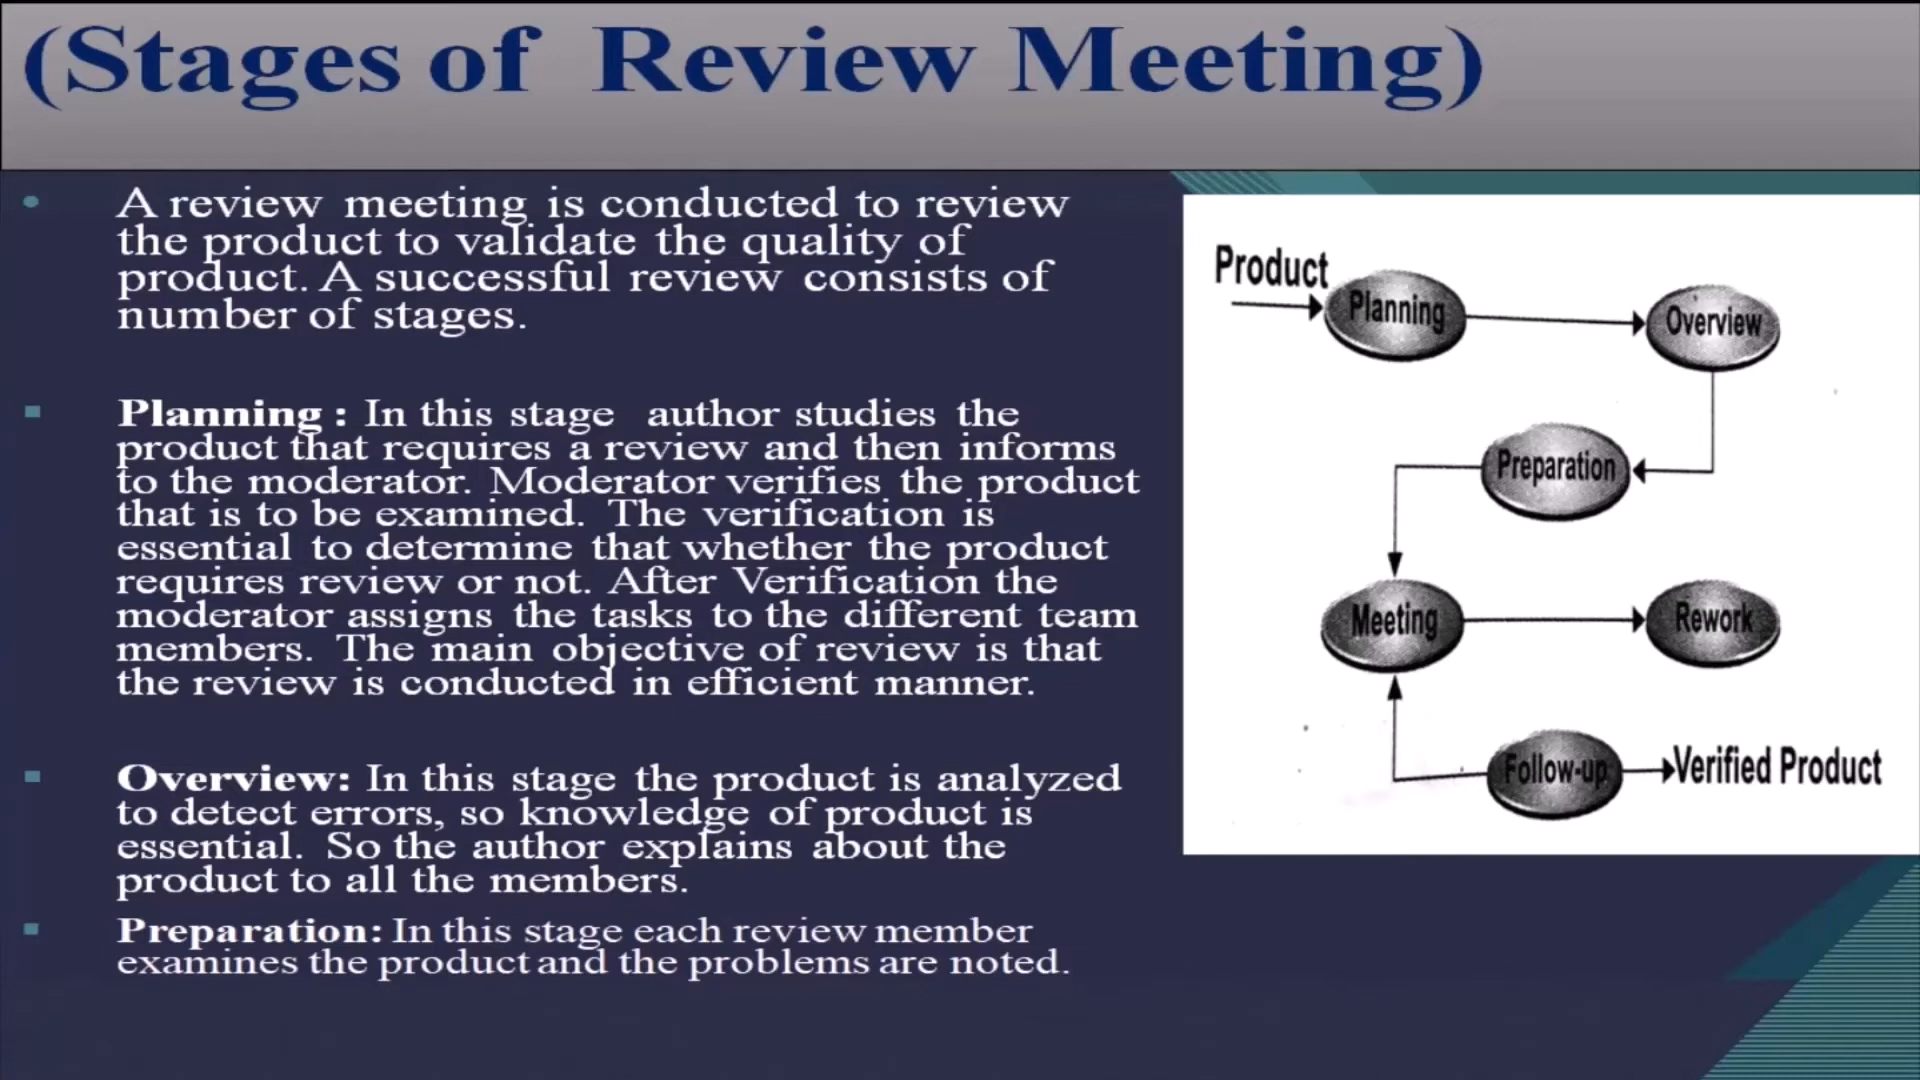 (Stages of Review Meeting)
A review meeting is conducted to review
the product to validate the quality of
product. A successful review consists of
number of stages.
Planning : In this stage author studies the
product that requires a review and then informs
to the moderator. Moderator verifies the product
that is to be examined. The verification is
essential to determine that whether the product
requires review or not. After Verification the
moderator assigns the tasks to the different team
members. The main objective of review is that
the review is conducted in efficient manner.
Overview: In this stage the product is analyzed
to detect errors, so knowledge of product is
essential. So the author explains about the
product to all the members.
Preparation: In this stage each review member
examines the product and the problems are noted.
Product
Planning
Overview
Preparation
Meeting
Rework
Follow-up
Verified Product